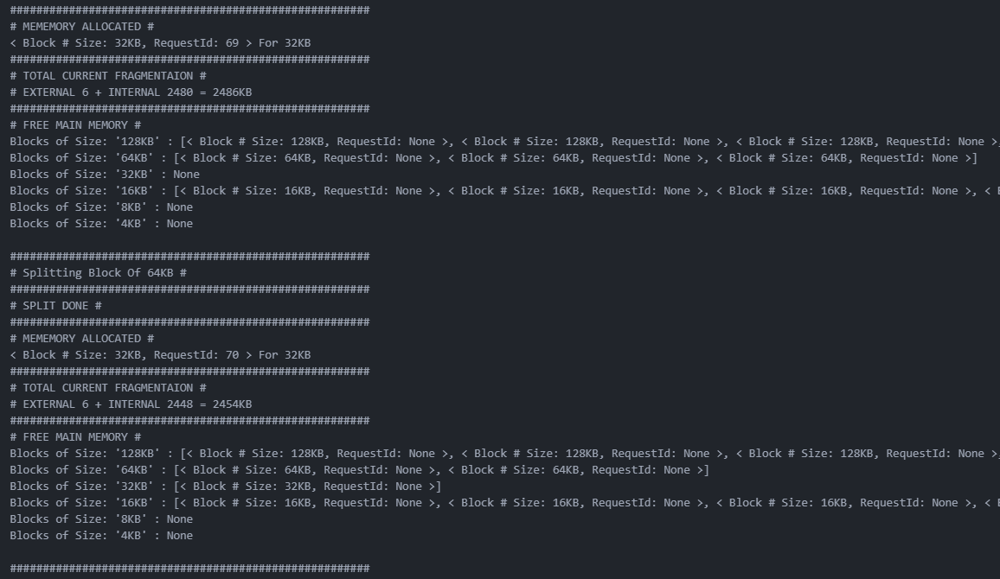 #######################################################
# MEMEMORY ALLOCATED #
< Block # Size: 32KB, RequestId: 69 > For 32KB
#######################################################
# TOTAL CURRENT FRAGMENTAION #
# EXTERNAL 6 + INTERNAL 2480 = 2486KB
#######################################################
# FREE MAIN MEMORY #
Blocks of Size: '128KB' : [< Block # Size: 128KB, RequestId: None >, < Block # Size: 128KB, RequestId: None >, < Block # Size: 128KB, RequestId: None >,
Blocks of Size: '64KB' : [< Block # Size: 64KB, RequestId: None >, < Block # Size: 64KB, RequestId: None >, < Block # Size: 64KB, RequestId: None >]
Blocks of Size: '32KB' : None
Blocks of Size: '16KB' : [< Block # Size: 16KB, RequestId: None >, < Block # Size: 16KB, RequestId: None >, < Block # Size: 16KB, RequestId: None >, <
Blocks of Size: '8KB' : None
Blocks of Size: '4KB' : None
#######################################################
# Splitting Block Of 64KB #
#######################################################
# SPLIT DONE #
#######################################################
# MEMEMORY ALLOCATED #
< Block # Size: 32KB, RequestId: 70 > For 32KB
#######################################################
# TOTAL CURRENT FRAGMENTAION #
# EXTERNAL 6 + INTERNAL 2448 = 2454KB
#######################################################
# FREE MAIN MEMORY #
Blocks of Size: '128KB' : [< Block # Size: 128KB, RequestId: None >, < Block # Size: 128KB, RequestId: None >, < Block # Size: 128KB, RequestId: None >,
Blocks of Size: '64KB' : [< Block # Size: 64KB, RequestId: None >, < Block # Size: 64KB, RequestId: None >]
Blocks of Size: '32KB' : [< Block # Size: 32KB, RequestId: None >]
Blocks of Size: '16KB' : [< Block # Size: 16KB, RequestId: None >, < Block # Size: 16KB, RequestId: None >, < Block # Size: 16KB, RequestId: None >, <
Blocks of Size: '8KB' : None
Blocks of Size: '4KB' : None
#######################################################